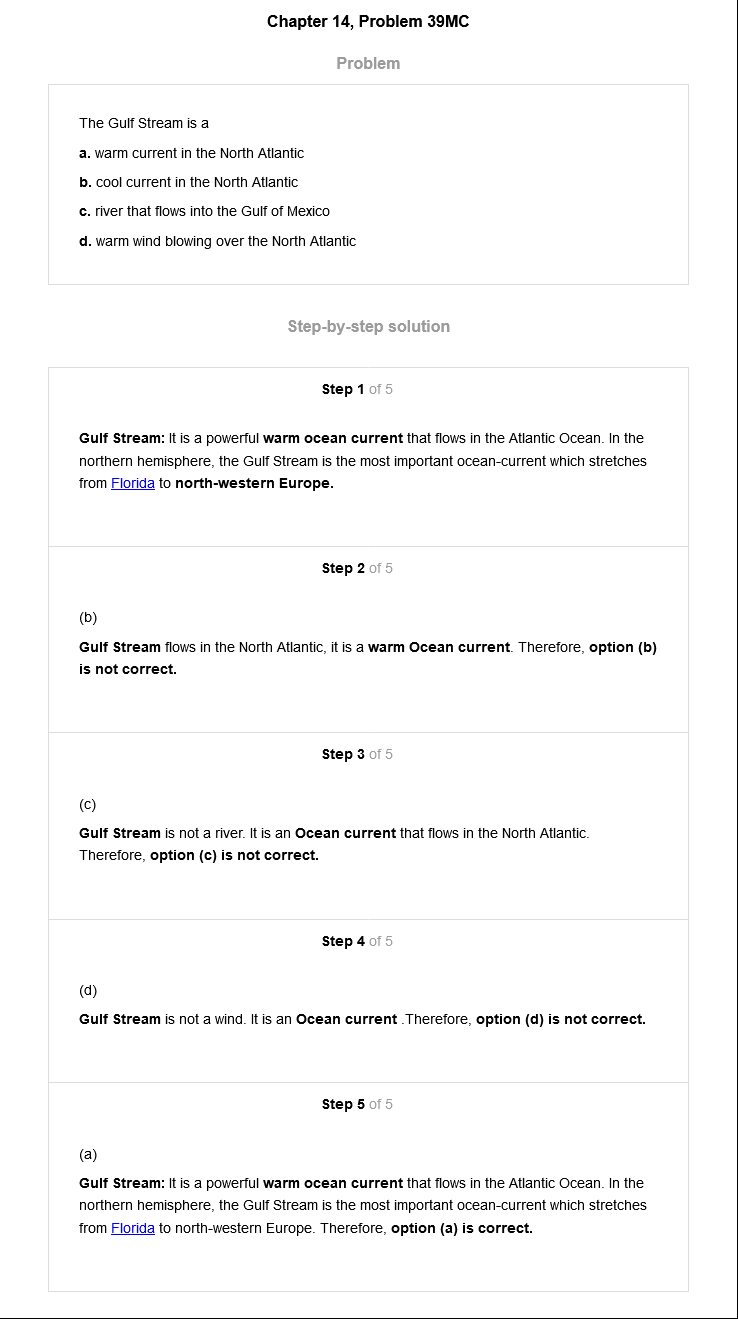 Chapter 14, Problem 39MC
Problem
The Gulf Stream is a
a. warm current in the North Atlantic
b. cool current in the North Atlantic
c. river that flows into the Gulf of Mexico
d. warm wind blowing over the North Atlantic
Step-by-step solution
Step 1 of 5
Gulf Stream: It is a powerful warm ocean current that flows in the Atlantic Ocean. In the
northern hemisphere, the Gulf Stream is the most important ocean-current which stretches
from Florida to north-western Europe.
Step 2 of 5
(b)
Gulf Stream flows in the North Atlantic, it is a warm Ocean current. Therefore, option (b)
is not correct.
Step 3 of 5
(c)
Gulf Stream is not a river. It is an Ocean current that flows in the North Atlantic.
Therefore, option (c) is not correct.
Step 4 of 5
(d)
Gulf Stream is not a wind. It is an Ocean current .Therefore, option (d) is not correct.
Step 5 of 5
(a)
Gulf Stream: It is a powerful warm ocean current that flows in the Atlantic Ocean. In the
northern hemisphere, the Gulf Stream is the most important ocean-current which stretches
from Florida to north-western Europe. Therefore, option (a) is correct.